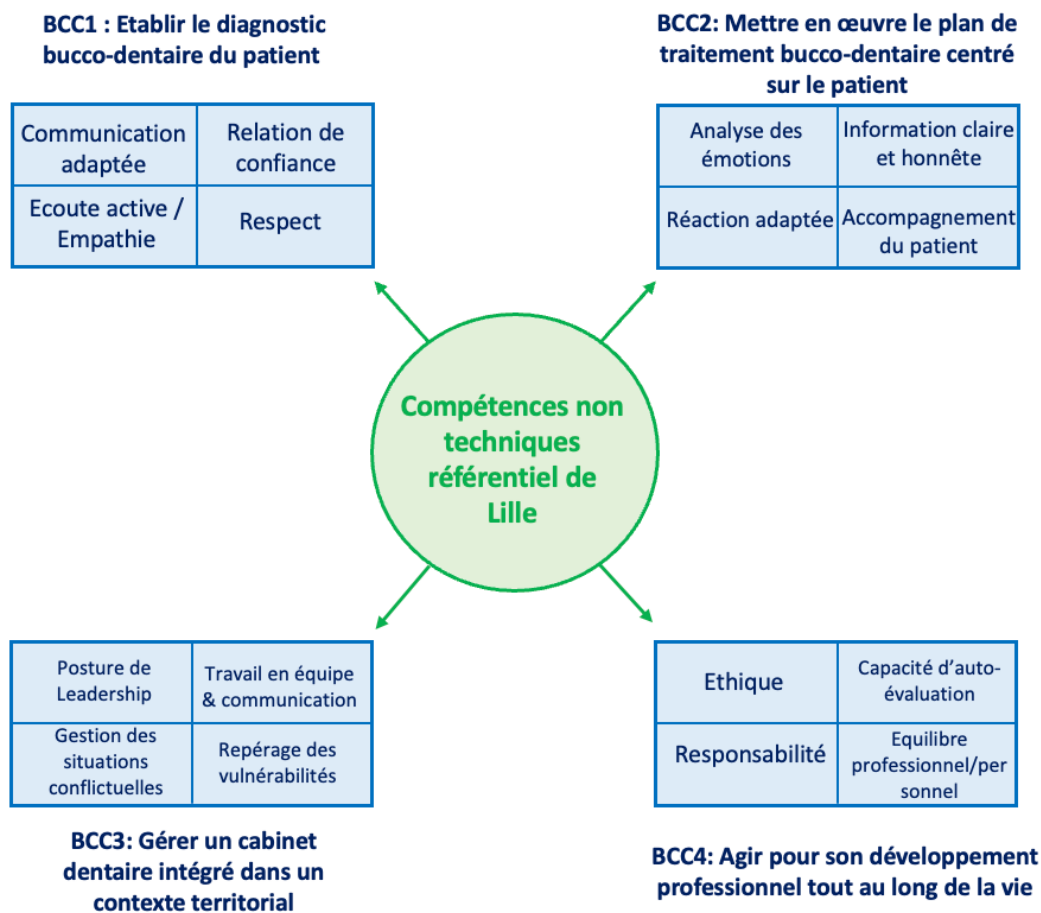 BCC1 : Etablir le diagnostic
bucco-dentaire du patient
Communication
adaptée
Relation de
confiance
Ecoute active /
Empathie
Respect
BCC2: Mettre en œuvre le plan de
traitement bucco-dentaire centré
sur le patient
Analyse des
émotions
Information claire
et honnête
Réaction adaptée
Accompagnement
du patient
Compétences non
techniques
référentiel de
Lille
Posture de
Leadership
Travail en équipe
& communication
Gestion des
situations
conflictuelles
Repérage des
vulnérabilités
BCC3: Gérer un cabinet
dentaire intégré dans un
contexte territorial
Ethique
Capacité d’auto-
évaluation
Responsabilité
Equilibre
professionnel/per
sonnel
BCC4: Agir pour son développement
professionnel tout au long de la vie